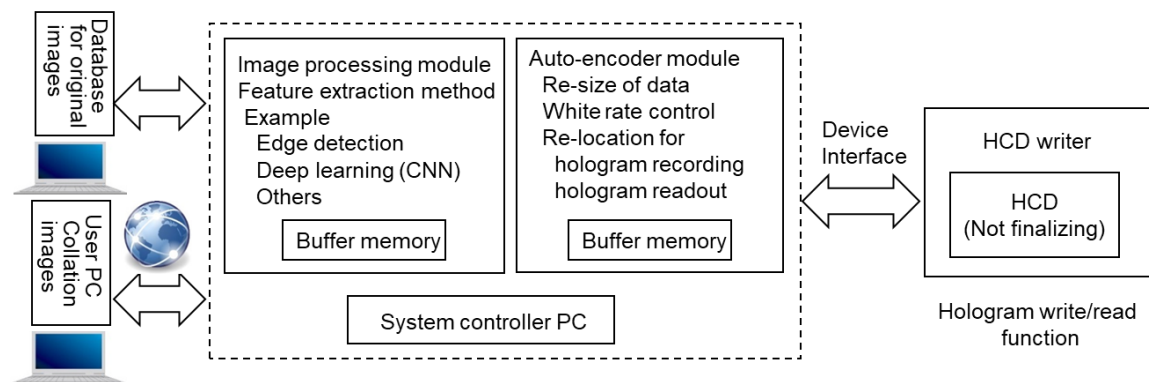 Database
for original
images
User PC
Collation
images
Image processing module
Feature extraction method
Example
Edge detection
Deep learning (CNN)
Others
Buffer memory
Auto-encoder module
Re-size of data
White rate control
Re-location for
hologram recording
hologram readout
Buffer memory
System controller PC
Device
Interface
HCD writer
HCD
(Not finalizing)
Hologram write/read
function